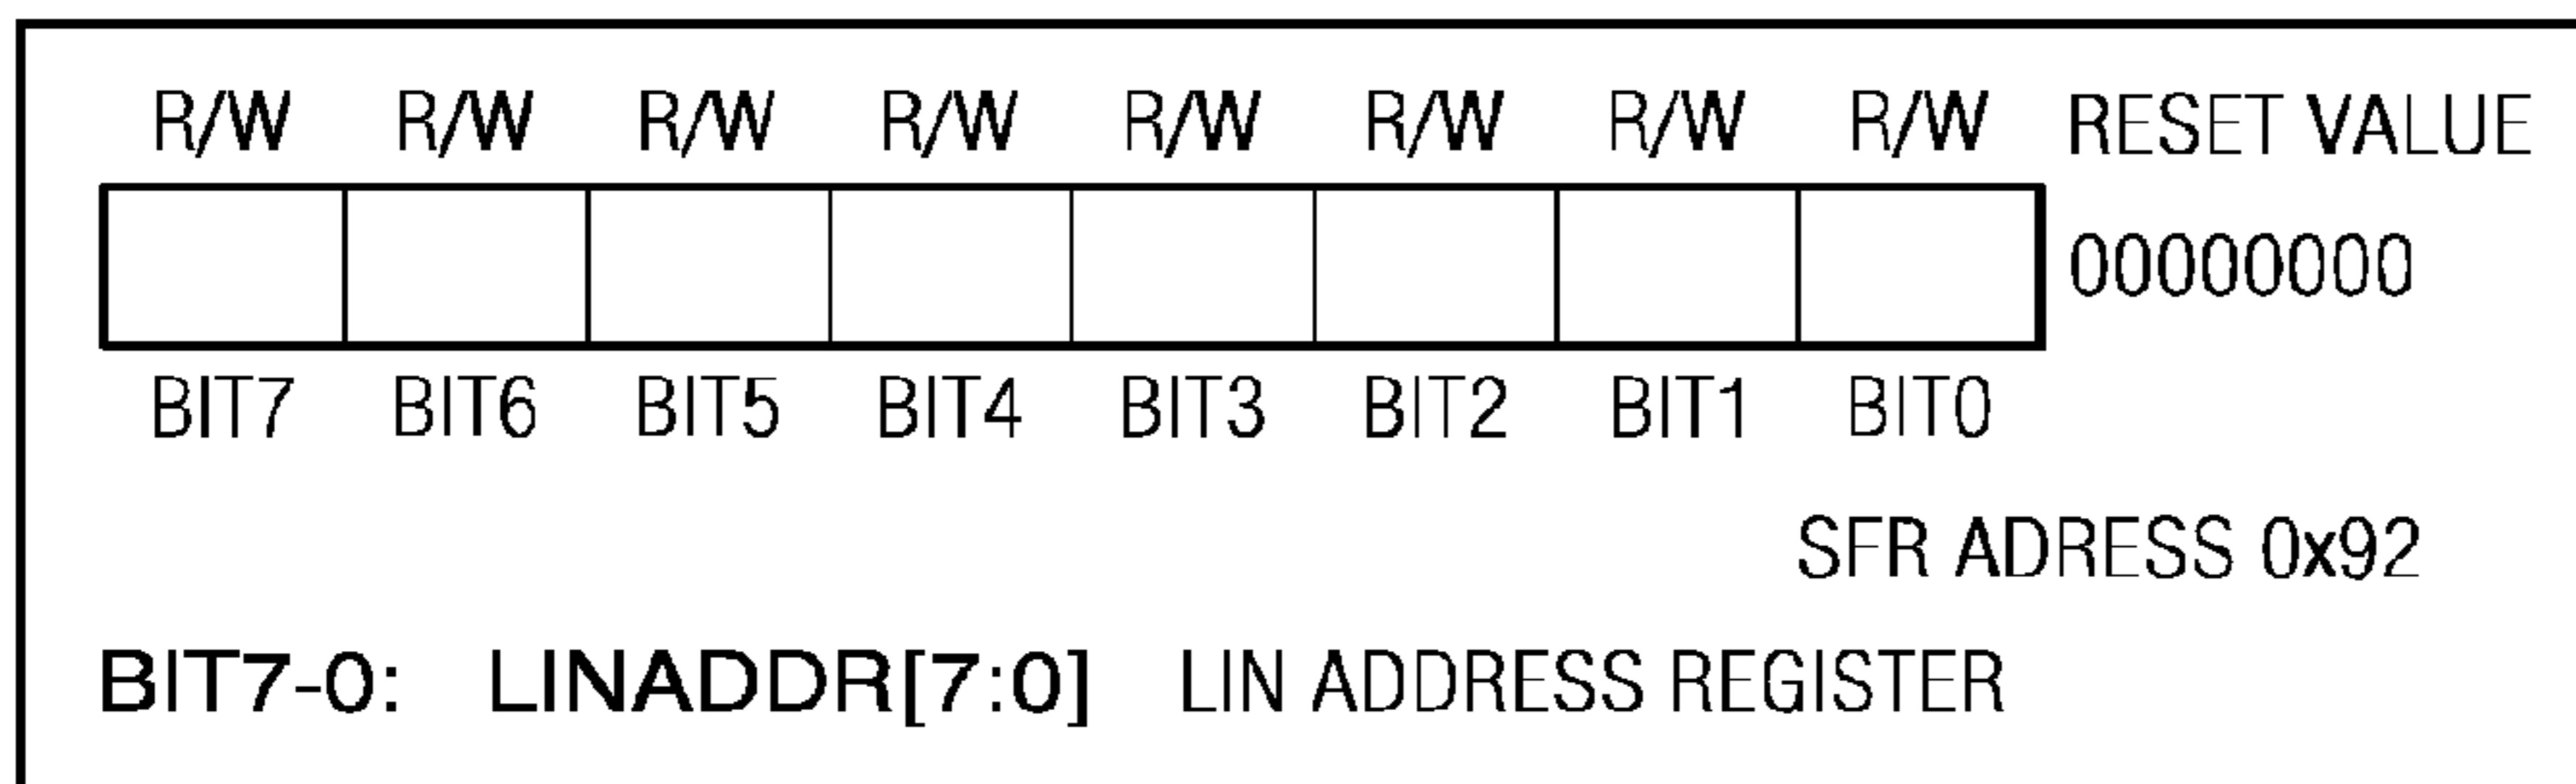 R/W R/W R/W R/W R/W R/W R/W R/W RESET VALUE
00000000
BIT7 BIT6 BIT5 BIT4 BIT3 BIT2 BIT1 BIT0
SFR ADRESS 0x92
BIT7-0: LINADDR[7:0] LIN ADDRESS REGISTER